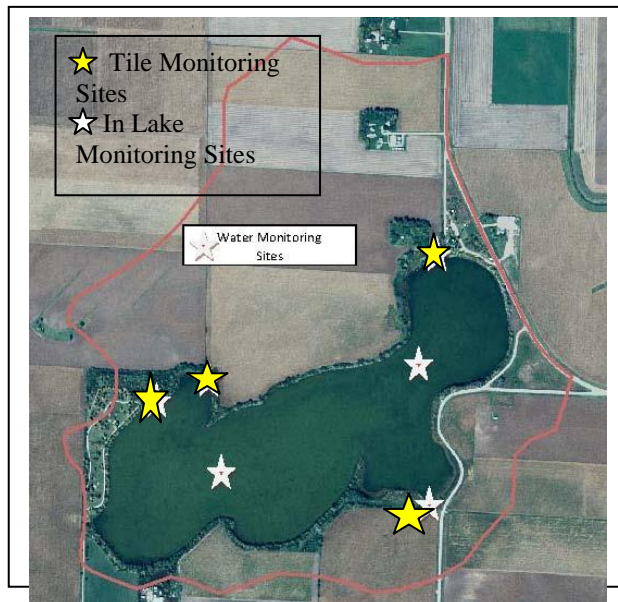 Tile Monitoring
Sites
In Lake
Monitoring Sites
Water Monitoring
Sites